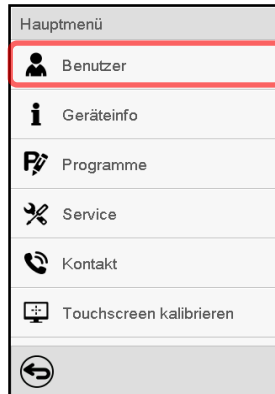 Hauptmenü
Benutzer
Geräteinfo
Programme
Service
Kontakt
Touchscreen kalibrieren